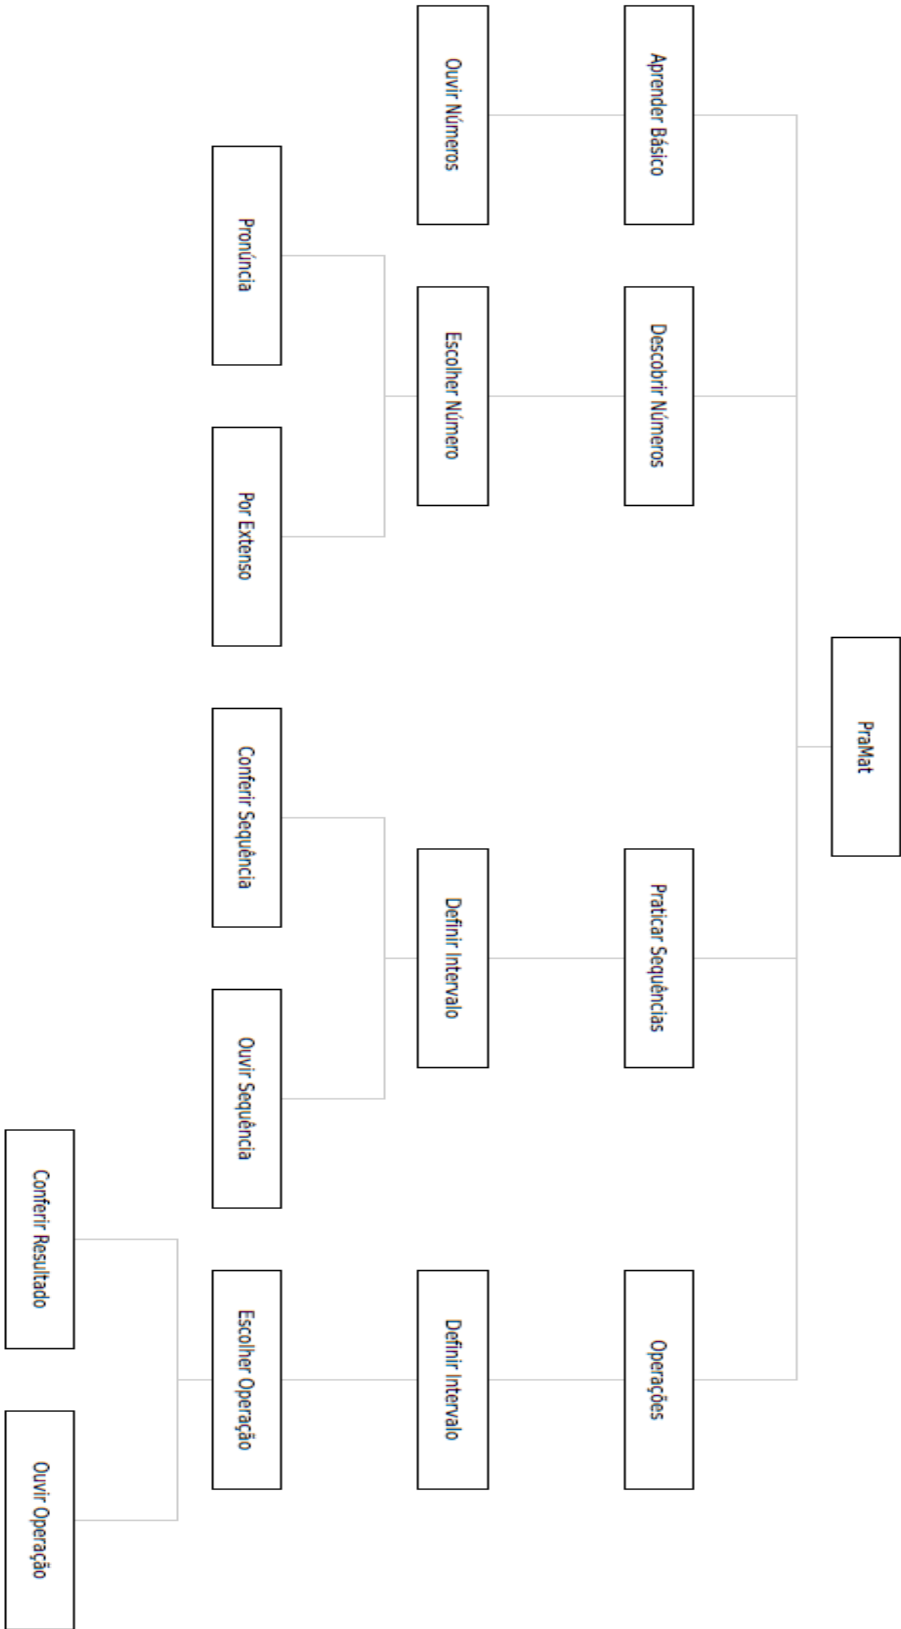 PraMat
Aprender Básico
Descobrir Números
Praticar Sequências
Operações
Ouvir Números
Escolher Número
Definir Intervalo
Definir Intervalo
Pronúncia
Por Extenso
Conferir Sequência
Ouvir Sequência
Escolher Operação
Conferir Resultado
Ouvir Operação